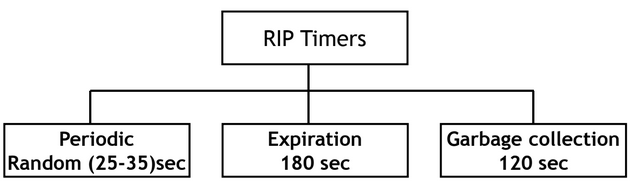 RIP Timers
Periodic
Random (25-35)sec
Expiration
180 sec
Garbage collection
120 sec